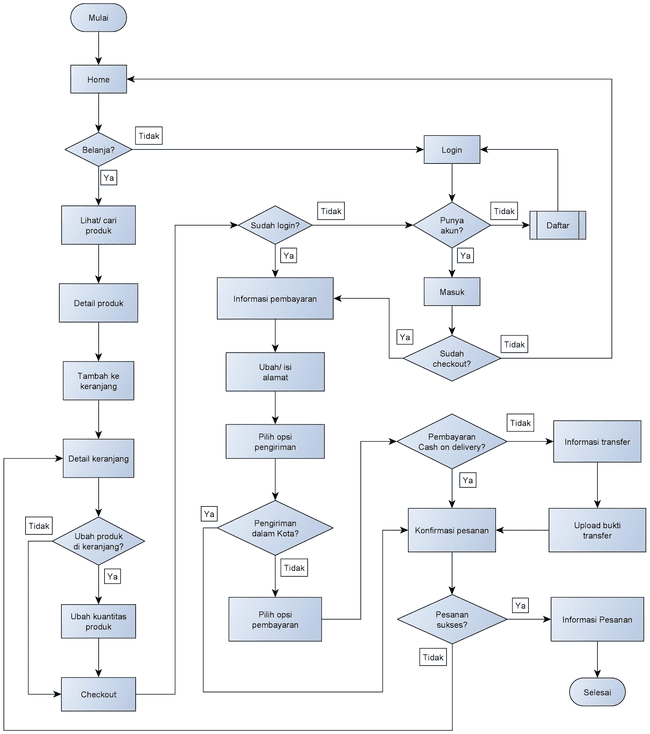 Mulai
Home
Belanja?
Tidak
Ya
Login
Lihat/ cari
produk
Sudah login?
Tidak
Ya
Punya
akun?
Tidak
Ya
Daftar
Detail produk
Informasi pembayaran
Masuk
Ya
Sudah
checkout?
Tidak
Tambah ke
keranjang
Ubah/ isi
alamat
Detail keranjang
Pilih opsi
pengiriman
Pembayaran
Cash on delivery?
Tidak
Ya
Informasi transfer
Tidak
Ubah produk
di keranjang?
Ya
Ya
Pengiriman
dalam Kota?
Tidak
Konfirmasi pesanan
Upload bukti
transfer
Ubah kuantitas
produk
Pilih opsi
pembayaran
Pesanan
sukses?
Ya
Tidak
Informasi Pesanan
Checkout
Selesai